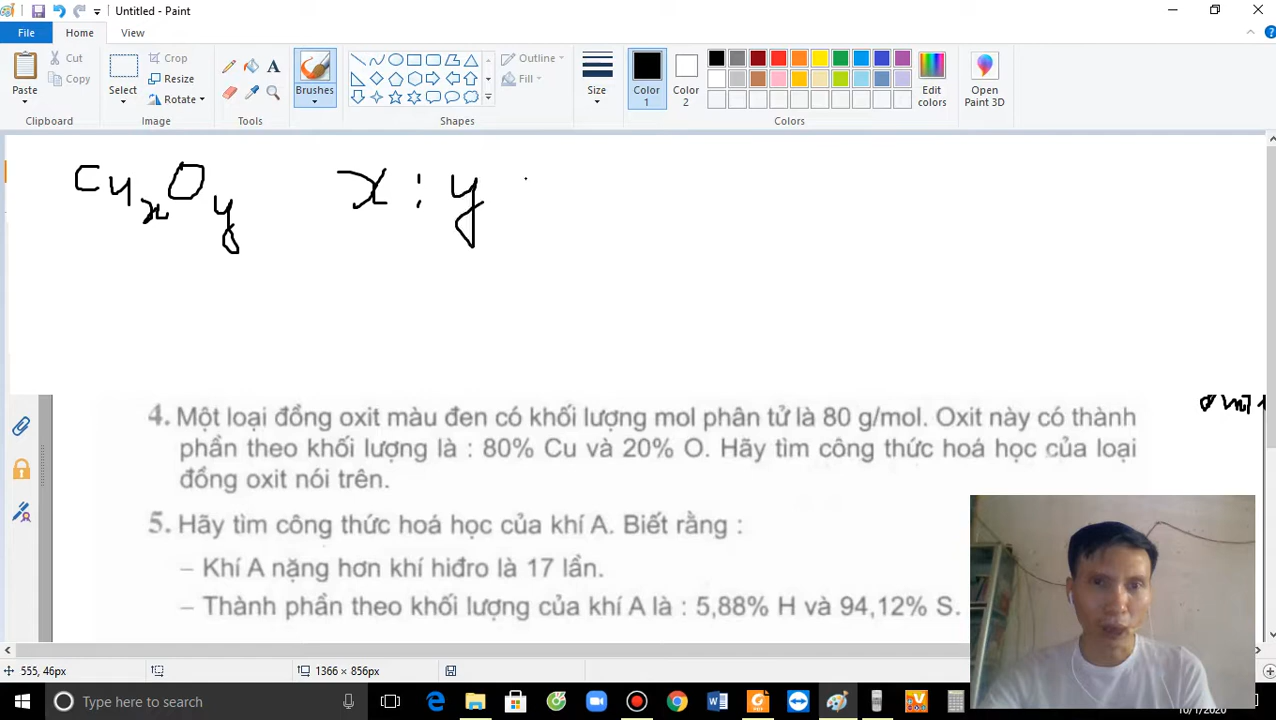 Untitled - Paint
File
Home
View
Paste
Cut
Copy
Clipboard
Select
Crop
Resize
Rotate
Image
Tools
Brushes
Outline
Fill
Shapes
Size
Color 1
Color 2
Edit colors
Open Paint 3D
Colors
CuxOy x : y
4. Một loại đồng oxit màu đen có khối lượng mol phân tử là 80 g/mol. Oxit này có thành
phần theo khối lượng là : 80% Cu và 20% O. Hãy tìm công thức hoá học của loại
đồng oxit nói trên.
5. Hãy tìm công thức hoá học của khí A. Biết rằng :
– Khí A nặng hơn khí hiđro là 17 lần.
– Thành phần theo khối lượng của khí A là : 5,88% H và 94,12% S.
555, 46px
1366 × 856px
Type here to search
10/1/2020